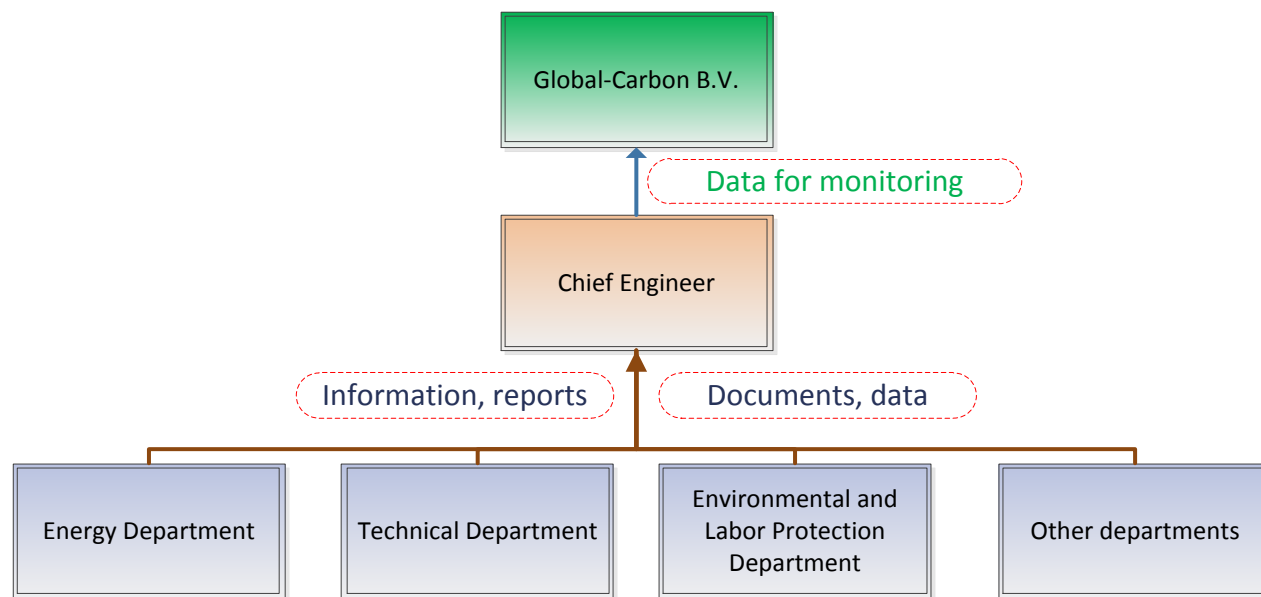 Global-Carbon B.V.
Data for monitoring
Chief Engineer
Information, reports
Documents, data
Energy Department
Technical Department
Environmental and
Labor Protection
Department
Other departments